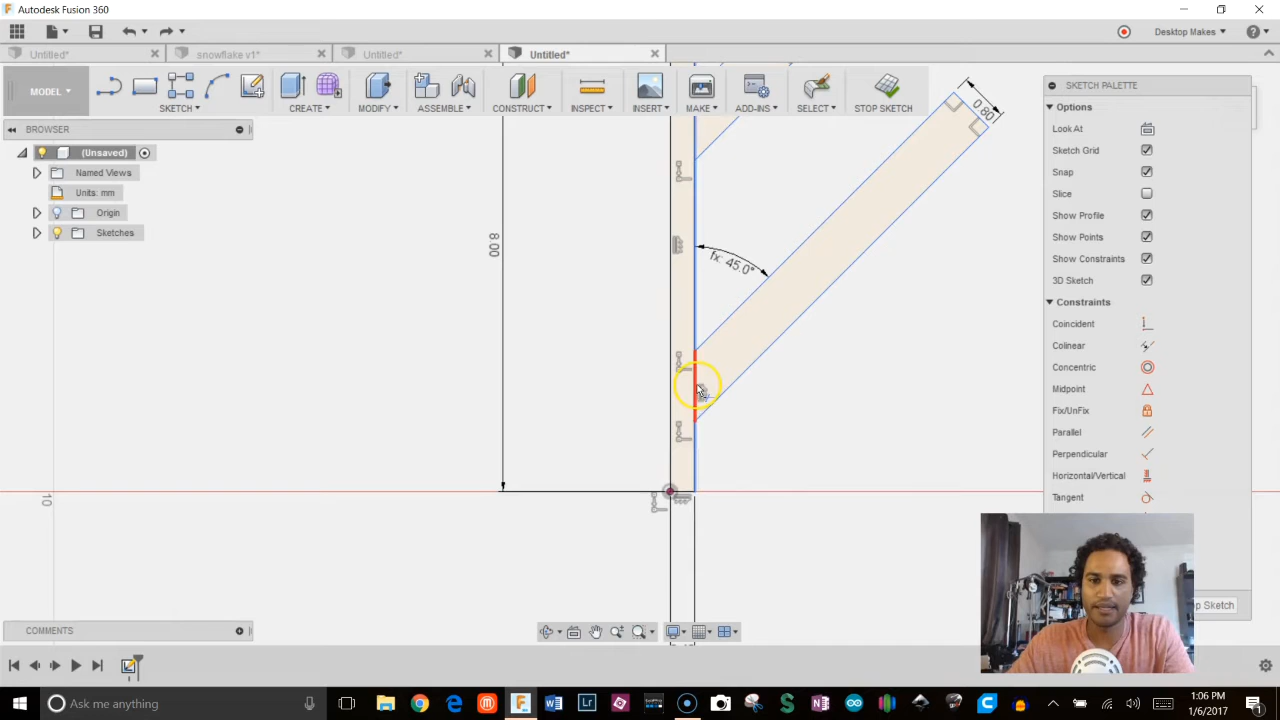 Autodesk Fusion 360
Desktop Makes
Untitled*
snowflake v1*
Untitled*
Untitled*
MODEL
SKETCH
CREATE
MODIFY
ASSEMBLE
CONSTRUCT
INSPECT
INSERT
MAKE
ADD-INS
SELECT
STOP SKETCH
BROWSER
(Unsaved)
Named Views
Units: mm
Origin
Sketches
8.00
fx: 45.0°
0.80
10
SKETCH PALETTE
Options
Look At
Sketch Grid
Snap
Slice
Show Profile
Show Points
Show Constraints
3D Sketch
Constraints
Coincident
Colinear
Concentric
Midpoint
Fix/UnFix
Parallel
Perpendicular
Horizontal/Vertical
Tangent
Sketch
COMMENTS
Ask me anything
1:06 PM
1/6/2017